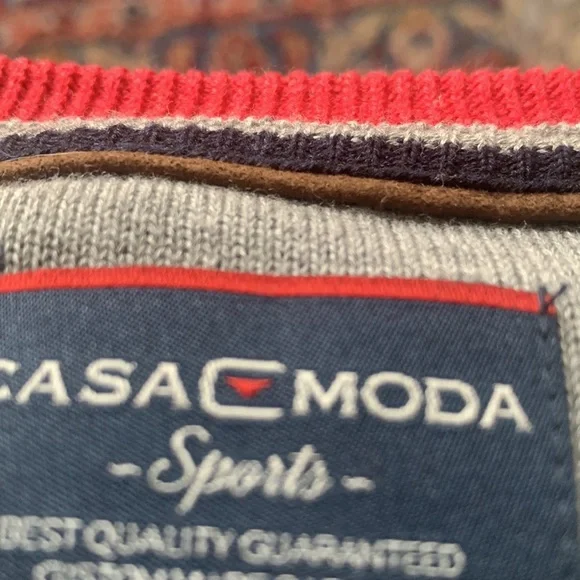 CASA MODA
~Sports~
BEST QUALITY GUARANTEED